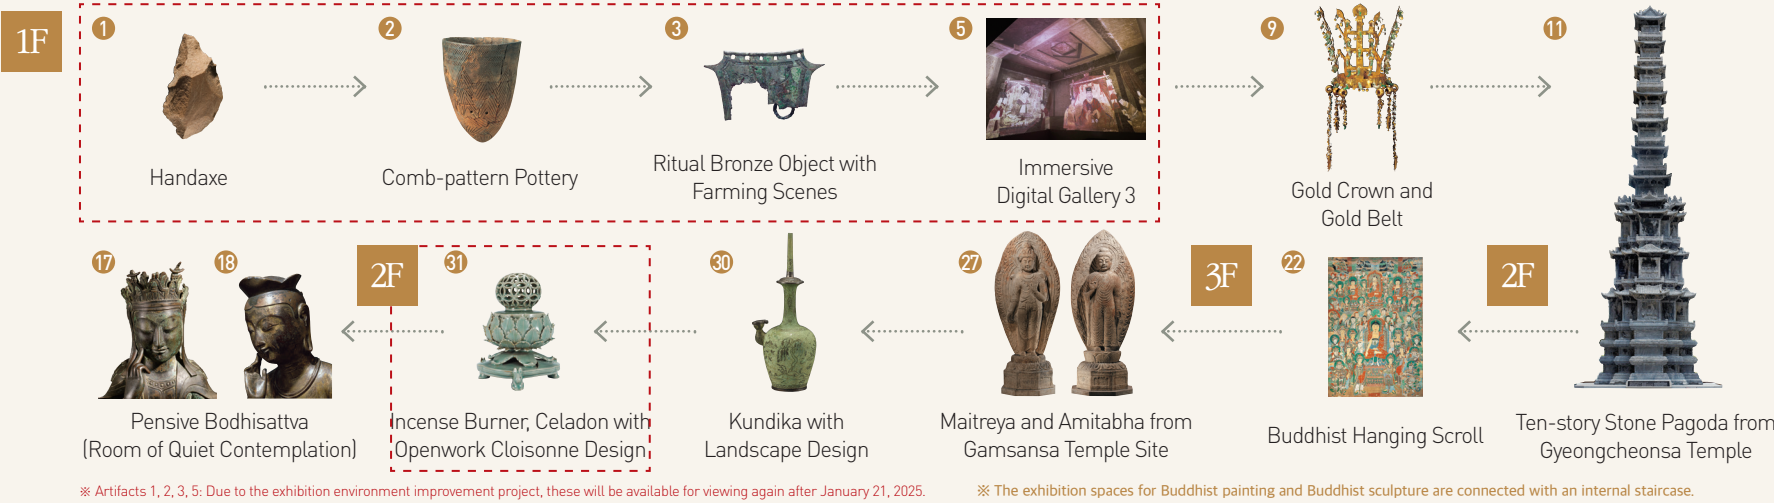 1F
1
2
3
5
9
11
Handaxe
Comb-pattern Pottery
Ritual Bronze Object with
Farming Scenes
Immersive
Digital Gallery 3
Gold Crown and
Gold Belt
17
18
2F
31
30
27
3F
22
2F
Pensive Bodhisattva
(Room of Quiet Contemplation)
Incense Burner, Celadon with
Openwork Cloisonne Design
Kundika with
Landscape Design
Maitreya and Amitabha from
Gamsansa Temple Site
Buddhist Hanging Scroll
Ten-story Stone Pagoda from
Gyeongcheonsa Temple
※ Artifacts 1, 2, 3, 5: Due to the exhibition environment improvement project, these will be available for viewing again after January 21, 2025.
※ The exhibition spaces for Buddhist painting and Buddhist sculpture are connected with an internal staircase.